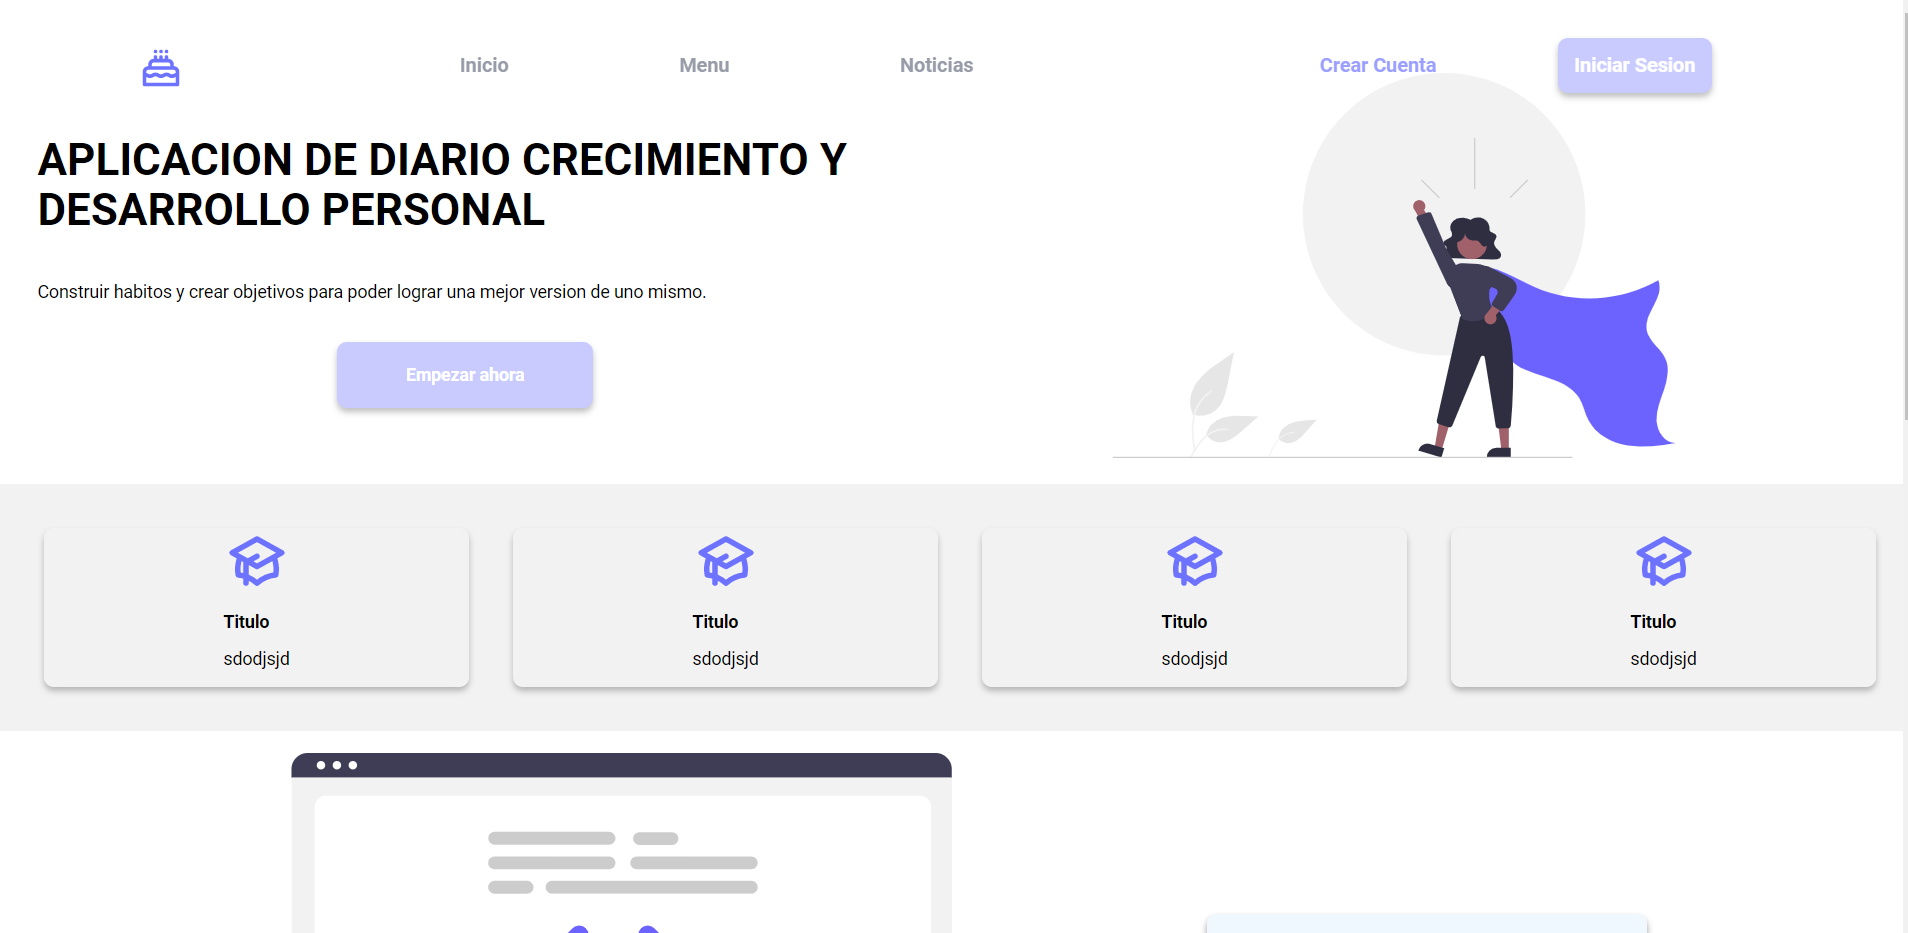 Inicio
Menu
Noticias
Crear Cuenta
Iniciar Sesion
APLICACION DE DIARIO CRECIMIENTO Y
DESARROLLO PERSONAL
Construir habitos y crear objetivos para poder lograr una mejor version de uno mismo.
Empezar ahora
Titulo
sdodjsjd
Titulo
sdodjsjd
Titulo
sdodjsjd
Titulo
sdodjsjd